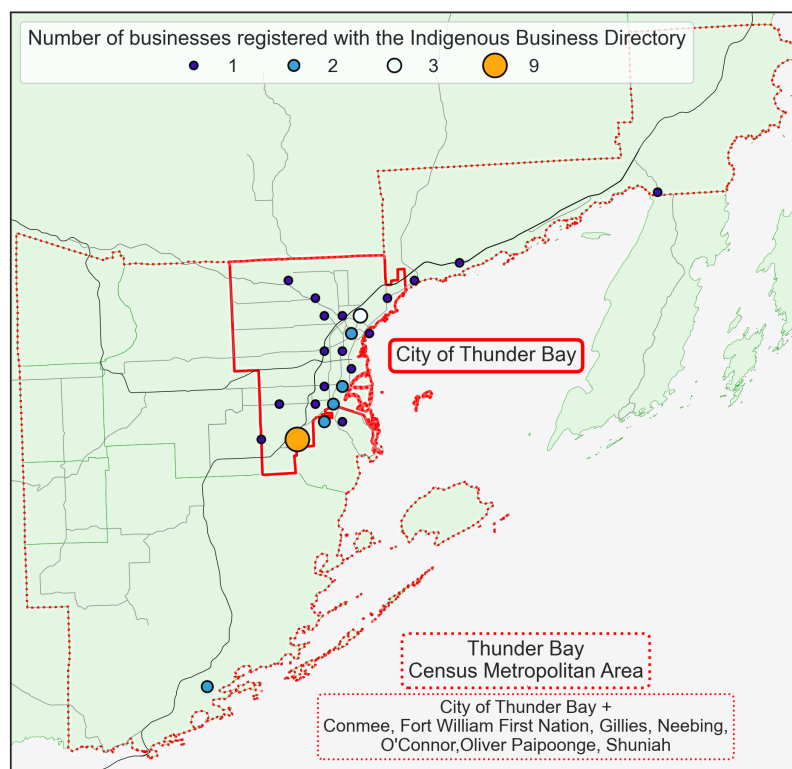 Number of businesses registered with the Indigenous Business Directory
1 2 3 9
City of Thunder Bay
Thunder Bay
Census Metropolitan Area
City of Thunder Bay +
Conmee, Fort William First Nation, Gillies, Neebing,
O'Connor,Oliver Paipoonge, Shuniah